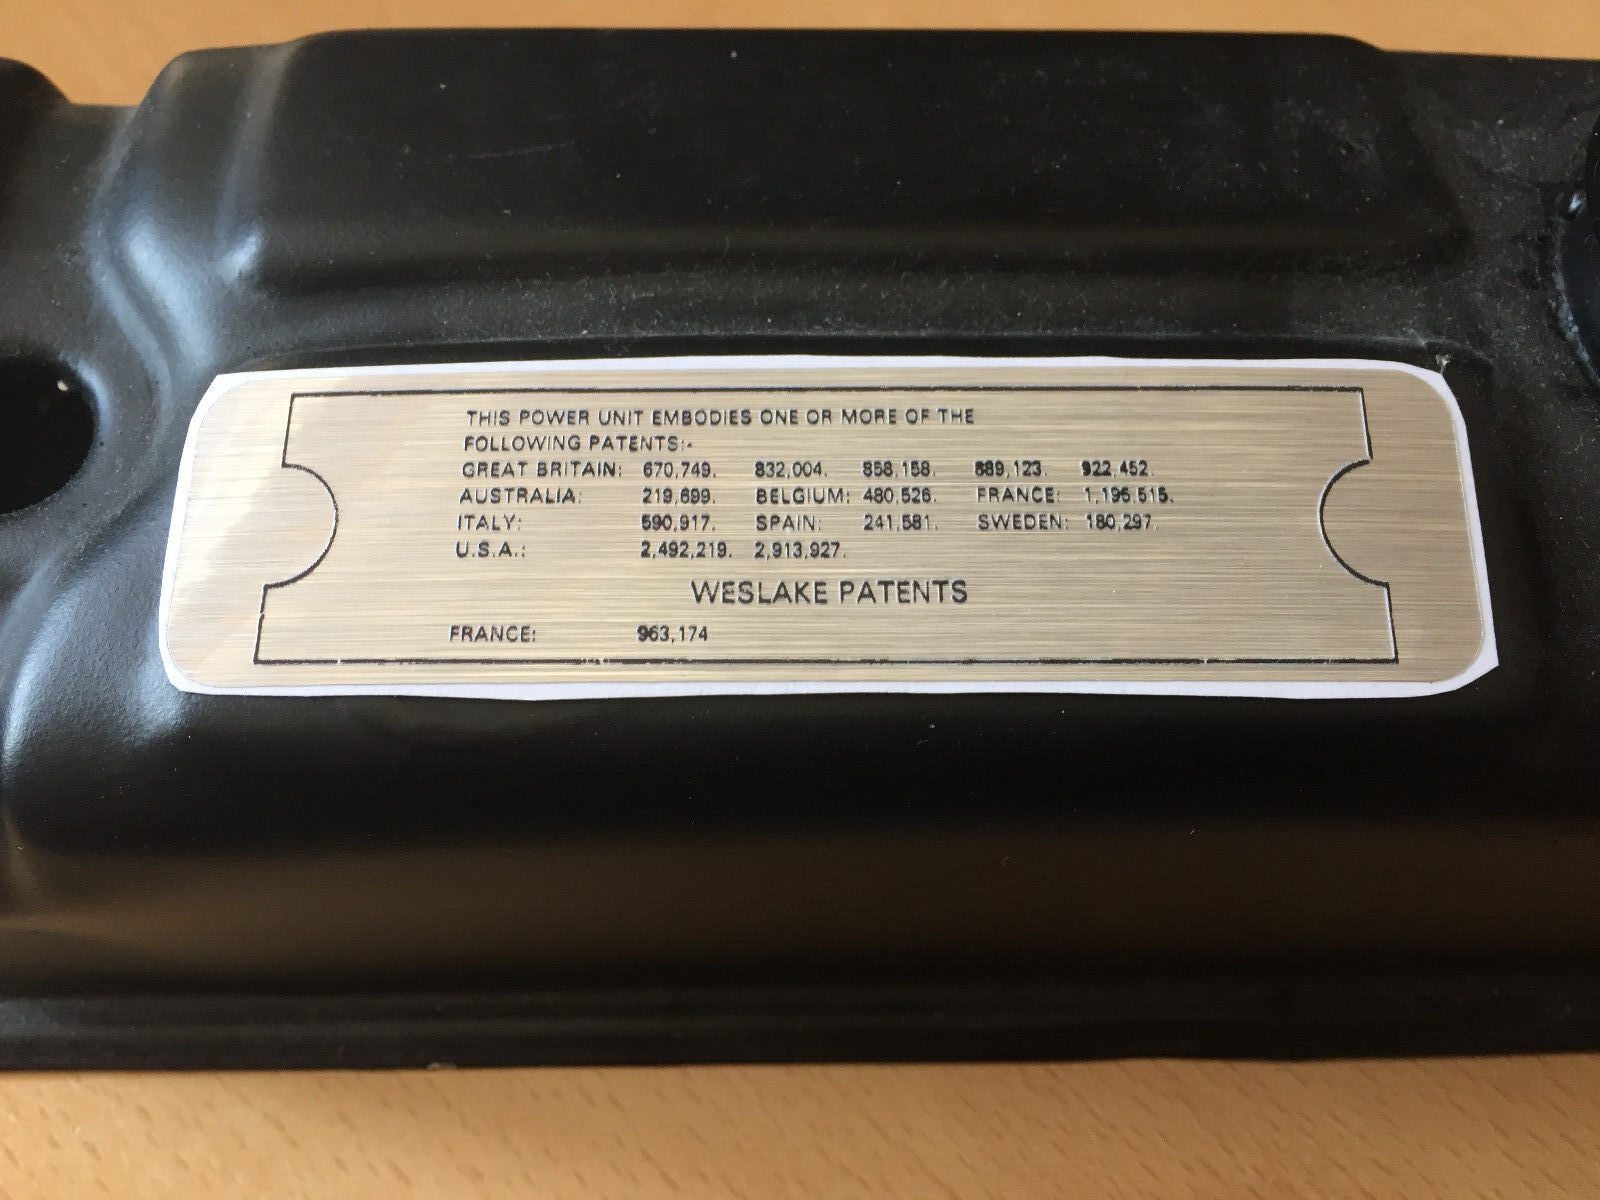 THIS POWER UNIT EMBODIES ONE OR MORE OF THE
FOLLOWING PATENTS:-
GREAT BRITAIN: 670,749. 832,004. 858,158. 889,123. 922,452.
AUSTRALIA: 219,699. BELGIUM: 480,526. FRANCE: 1,196,515.
ITALY: 590,917. SPAIN: 241,581. SWEDEN: 180,297.
U.S.A.: 2,492,219. 2,913,927.
WESLAKE PATENTS
FRANCE: 963,174